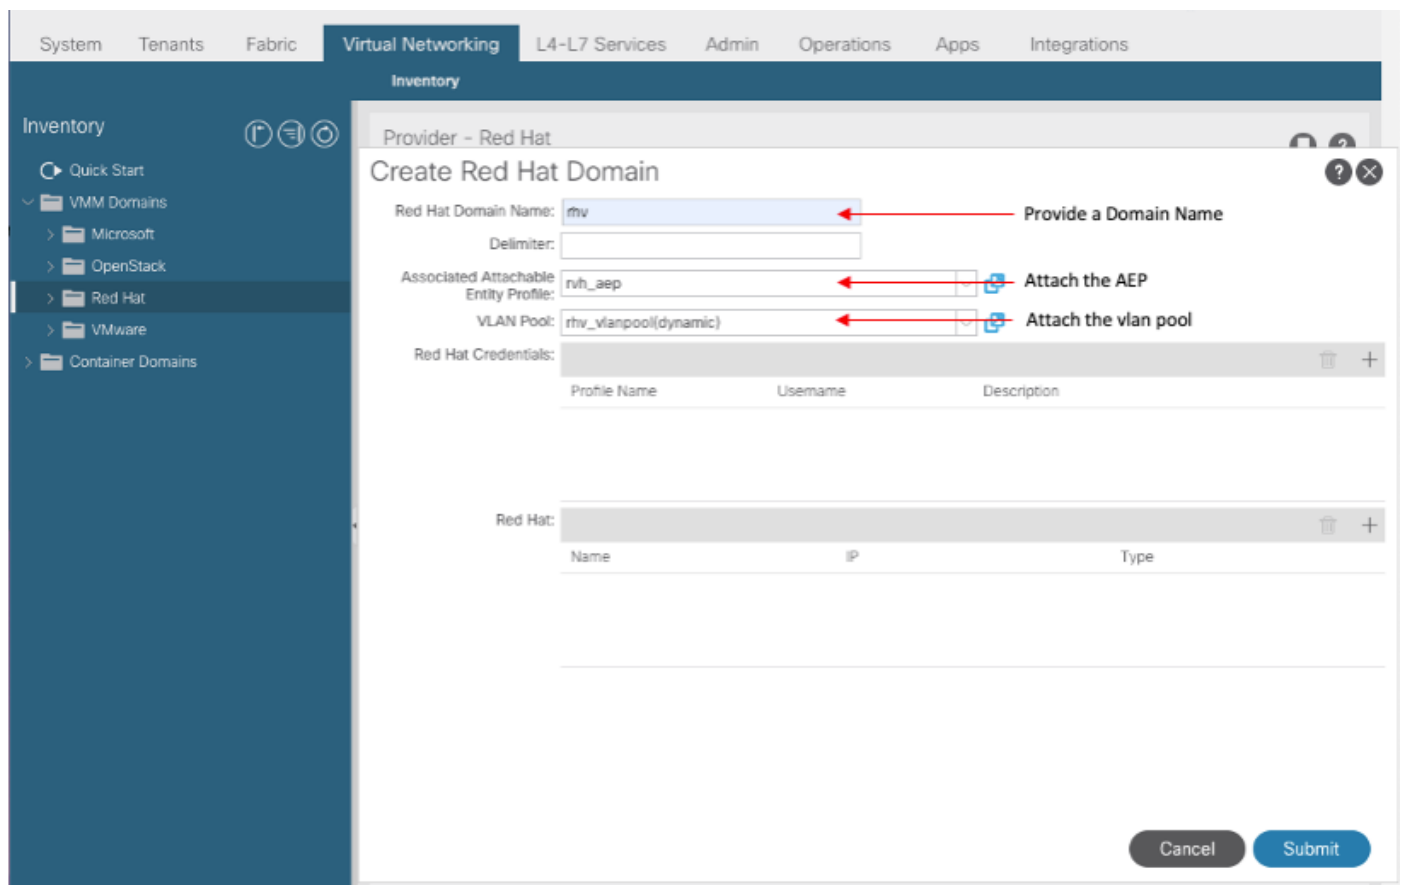 System Tenants Fabric Virtual Networking L4-L7 Services Admin Operations Apps Integrations
Inventory
Inventory
Quick Start
VMM Domains
Microsoft
OpenStack
Red Hat
VMware
Container Domains
Provider - Red Hat
Create Red Hat Domain
Red Hat Domain Name: rhv
Provide a Domain Name
Delimiter:
Associated Attachable
Entity Profile:
rvh_aep
Attach the AEP
VLAN Pool: rhv_vlanpool(dynamic)
Attach the vlan pool
Red Hat Credentials:
Profile Name Username Description
Red Hat:
Name IP Type
Cancel Submit